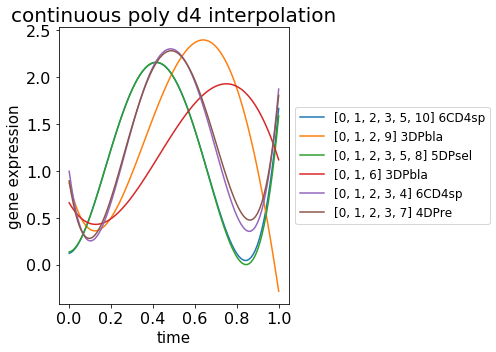 continuous poly d4 interpolation
gene expression
2.5
2.0
1.5
1.0
0.5
0.0
0.0 0.2 0.4 0.6 0.8 1.0
time
[0, 1, 2, 3, 5, 10] 6CD4sp
[0, 1, 2, 9] 3DPbla
[0, 1, 2, 3, 5, 8] 5DPsel
[0, 1, 6] 3DPbla
[0, 1, 2, 3, 4] 6CD4sp
[0, 1, 2, 3, 7] 4DPre